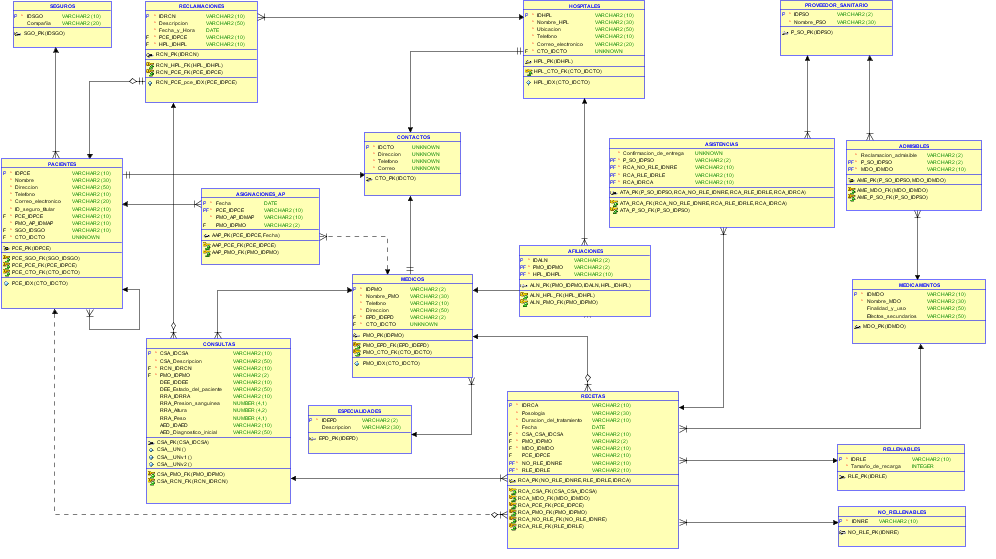 SEGUROS
P * IDSGO VARCHAR2 (10)
* Compañia VARCHAR2 (20)
SGO_PK (IDSGO)
RECLAMACIONES
P * IDRCN VARCHAR2 (10)
* Descripcion VARCHAR2 (50)
* Fecha_y_Hora DATE
F * PCE_IDPCE VARCHAR2 (10)
F * HPL_IDHPL VARCHAR2 (10)
RCN_PK (IDRCN)
RCN_HPL_FK (HPL_IDHPL)
RCN_PCE_FK (PCE_IDPCE)
RCN_PCE_pce_IDX (PCE_IDPCE)
HOSPITALES
P * IDHPL VARCHAR2 (10)
* Nombre_HPL VARCHAR2 (30)
* Ubicacion VARCHAR2 (50)
* Telefono VARCHAR2 (10)
* Correo_electronico VARCHAR2 (20)
F * CTO_IDCTO UNKNOWN
HPL_PK (IDHPL)
HPL_CTO_FK (CTO_IDCTO)
HPL_IDX (CTO_IDCTO)
PROVEEDOR_SANITARIO
P * IDPSO VARCHAR2 (2)
* Nombre_PSO VARCHAR2 (30)
P_SO_PK (IDPSO)
CONTACTOS
P * IDCTO UNKNOWN
* Direccion UNKNOWN
* Telefono UNKNOWN
* Correo UNKNOWN
CTO_PK (IDCTO)
ASISTENCIAS
* Confirmacion_de_entrega UNKNOWN
PF * P_SO_IDPSO VARCHAR2 (2)
PF * RCA_NO_RLE_IDNRE VARCHAR2 (10)
PF * RCA_RLE_IDRLE VARCHAR2 (10)
PF * RCA_IDRCA VARCHAR2 (10)
ATA_PK (P_SO_IDPSO, RCA_NO_RLE_IDNRE, RCA_RLE_IDRLE, RCA_IDRCA)
ATA_RCA_FK (RCA_NO_RLE_IDNRE, RCA_RLE_IDRLE, RCA_IDRCA)
ATA_P_SO_FK (P_SO_IDPSO)
ADMISIBLES
* Reclamacion_admisible VARCHAR2 (2)
PF * P_SO_IDPSO VARCHAR2 (2)
PF * MDO_IDMDO VARCHAR2 (10)
AME_PK (P_SO_IDPSO, MDO_IDMDO)
AME_MDO_FK (MDO_IDMDO)
AME_P_SO_FK (P_SO_IDPSO)
PACIENTES
P * IDPCE VARCHAR2 (10)
* Nombre VARCHAR2 (30)
* Direccion VARCHAR2 (50)
* Telefono VARCHAR2 (10)
* Correo_electronico VARCHAR2 (20)
* ID_seguro_titular VARCHAR2 (10)
F * PCE_IDPCE VARCHAR2 (10)
* PMO_AP_IDMAP VARCHAR2 (10)
F * SGO_IDSGO VARCHAR2 (10)
F * CTO_IDCTO UNKNOWN
PCE_PK (IDPCE)
PCE_SGO_FK (SGO_IDSGO)
PCE_PCE_FK (PCE_IDPCE)
PCE_CTO_FK (CTO_IDCTO)
PCE_IDX (CTO_IDCTO)
ASIGNACIONES_AP
P * Fecha DATE
PF * PCE_IDPCE VARCHAR2 (10)
* PMO_AP_IDMAP VARCHAR2 (10)
F PMO_IDPMO VARCHAR2 (2)
AAP_PK (PCE_IDPCE, Fecha)
AAP_PCE_FK (PCE_IDPCE)
AAP_PMO_FK (PMO_IDPMO)
AFILIACIONES
P * IDALN VARCHAR2 (2)
PF * PMO_IDPMO VARCHAR2 (2)
PF * HPL_IDHPL VARCHAR2 (10)
ALN_PK (PMO_IDPMO, IDALN, HPL_IDHPL)
ALN_HPL_FK (HPL_IDHPL)
ALN_PMO_FK (PMO_IDPMO)
MEDICOS
P * IDPMO VARCHAR2 (2)
* Nombre_PMO VARCHAR2 (30)
* Telefono VARCHAR2 (10)
* Direccion VARCHAR2 (50)
F * EPD_IDEPD VARCHAR2 (2)
F * CTO_IDCTO UNKNOWN
PMO_PK (IDPMO)
PMO_EPD_FK (EPD_IDEPD)
PMO_CTO_FK (CTO_IDCTO)
PMO_IDX (CTO_IDCTO)
MEDICAMENTOS
P * IDMDO VARCHAR2 (10)
* Nombre_MDO VARCHAR2 (30)
* Finalidad_y_uso VARCHAR2 (50)
* Efectos_secundarios VARCHAR2 (50)
MDO_PK (IDMDO)
CONSULTAS
P * CSA_IDCSA VARCHAR2 (10)
* CSA_Descripcion VARCHAR2 (50)
F * RCN_IDRCN VARCHAR2 (10)
F * PMO_IDPMO VARCHAR2 (2)
DEE_IDDEE VARCHAR2 (10)
DEE_Estado_del_paciente VARCHAR2 (50)
RRA_IDRRA VARCHAR2 (10)
RRA_Presion_sanguinea VARCHAR2 (30)
RRA_Altura NUMBER (4,2)
RRA_Peso NUMBER (4,1)
AED_IDAED VARCHAR2 (10)
AED_Diagnostico_inicial VARCHAR2 (50)
CSA_PK (CSA_IDCSA)
CSA__UN ()
CSA__UNv1 ()
CSA__UNv2 ()
CSA_PMO_FK (PMO_IDPMO)
CSA_RCN_FK (RCN_IDRCN)
ESPECIALIDADES
P * IDEPD VARCHAR2 (2)
Descripcion VARCHAR2 (30)
EPD_PK (IDEPD)
RECETAS
P * IDRCA VARCHAR2 (10)
* Posologia VARCHAR2 (30)
* Duracion_del_tratamiento VARCHAR2 (10)
* Fecha DATE
F * CSA_CSA_IDCSA VARCHAR2 (10)
F * PMO_IDPMO VARCHAR2 (2)
F * MDO_IDMDO VARCHAR2 (10)
F PCE_IDPCE VARCHAR2 (10)
PF * NO_RLE_IDNRE VARCHAR2 (10)
PF * RLE_IDRLE VARCHAR2 (10)
RCA_PK (NO_RLE_IDNRE, RLE_IDRLE, IDRCA)
RCA_CSA_FK (CSA_CSA_IDCSA)
RCA_MDO_FK (MDO_IDMDO)
RCA_PCE_FK (PCE_IDPCE)
RCA_PMO_FK (PMO_IDPMO)
RCA_NO_RLE_FK (NO_RLE_IDNRE)
RCA_RLE_FK (RLE_IDRLE)
RELLENABLES
P * IDRLE VARCHAR2 (10)
* Tamaño_de_recarga INTEGER
RLE_PK (IDRLE)
NO_RELLENABLES
P * IDNRE VARCHAR2 (10)
NO_RLE_PK (IDNRE)